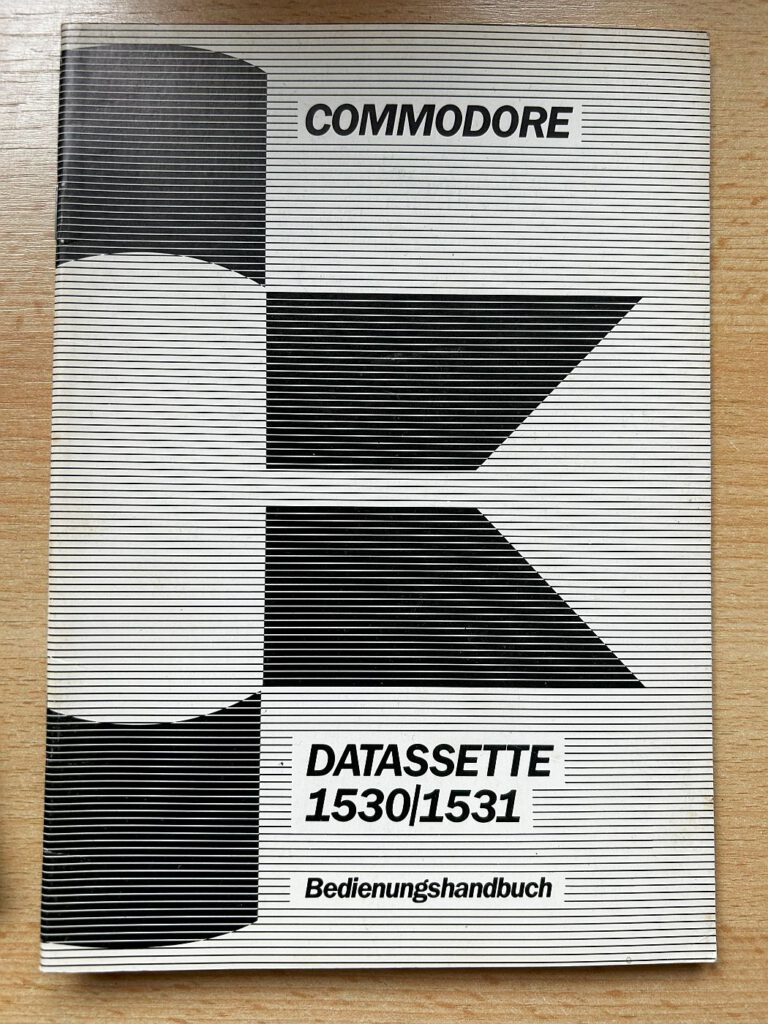 COMMODORE
DATASSETTE
1530/1531
Bedienungshandbuch